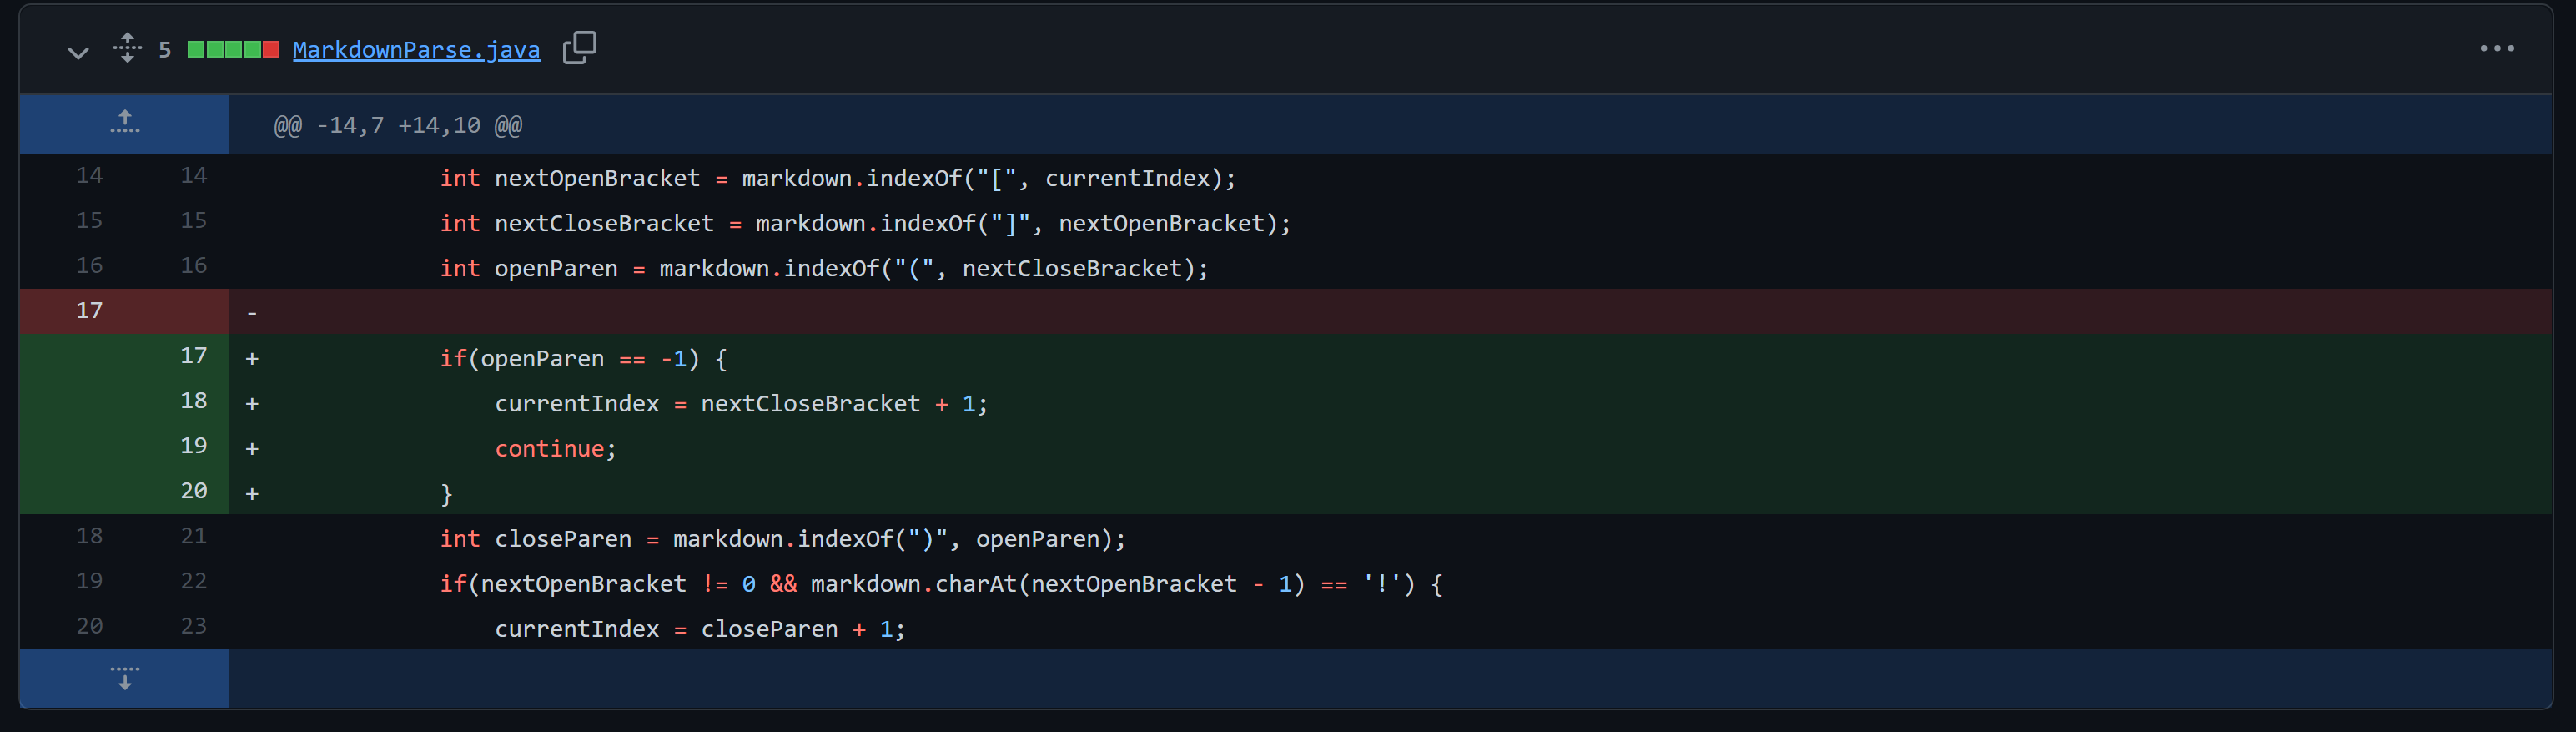 5 MarkdownParse.java
@@ -14,7 +14,10 @@
14 14 int nextOpenBracket = markdown.indexOf("[", currentIndex);
15 15 int nextCloseBracket = markdown.indexOf("]", nextOpenBracket);
16 16 int openParen = markdown.indexOf("(", nextCloseBracket);
17 -
17 + if(openParen == -1) {
18 + currentIndex = nextCloseBracket + 1;
19 + continue;
20 + }
18 21 int closeParen = markdown.indexOf(")", openParen);
19 22 if(nextOpenBracket != 0 && markdown.charAt(nextOpenBracket - 1) == '!') {
20 23 currentIndex = closeParen + 1;